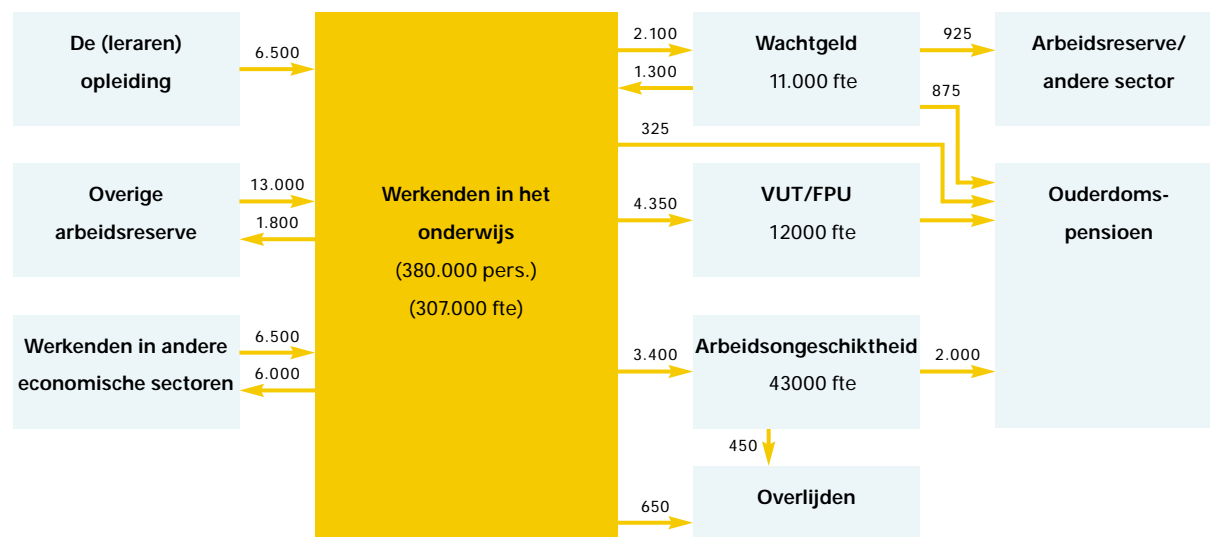 De (leraren)
opleiding
6.500
Overige
arbeidsreserve
13.000
1.800
Werkenden in andere
economische sectoren
6.500
6.000
Werkenden in het
onderwijs
(380.000 pers.)
(307.000 fte)
2.100
1.300
325
4.350
3.400
650
Wachtgeld
11.000 fte
925
875
VUT/FPU
12000 fte
Arbeidsongeschiktheid
43000 fte
2.000
450
Overlijden
Arbeidsreserve/
andere sector
Ouderdoms-
pensioen